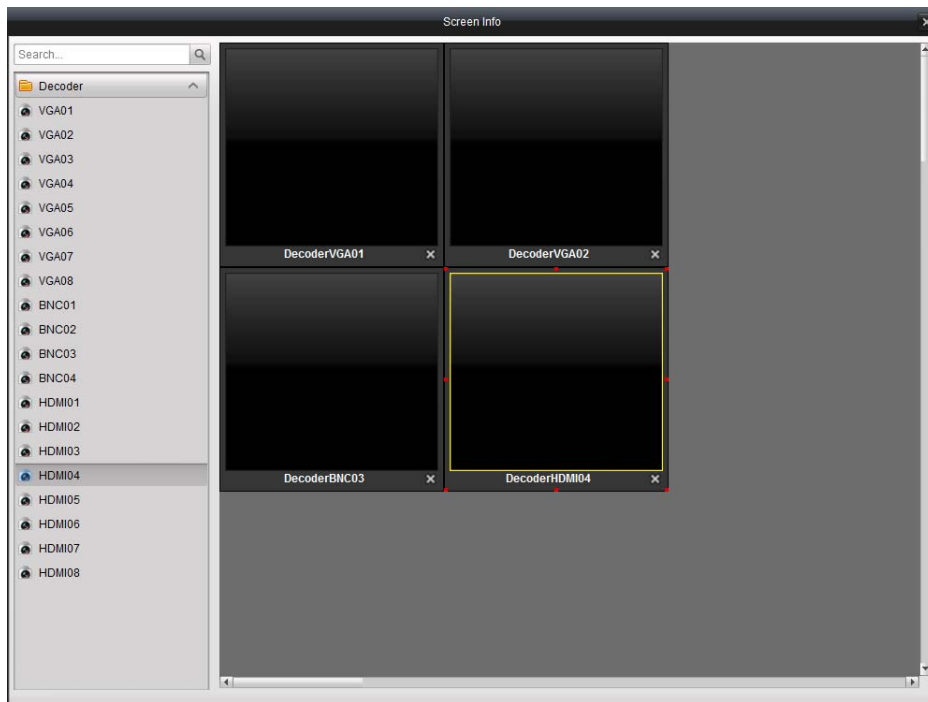 Screen Info
Search...
Decoder
VGA01
VGA02
VGA03
VGA04
VGA05
VGA06
VGA07
VGA08
BNC01
BNC02
BNC03
BNC04
HDMI01
HDMI02
HDMI03
HDMI04
HDMI05
HDMI06
HDMI07
HDMI08
DecoderVGA01
DecoderVGA02
DecoderBNC03
DecoderHDMI04